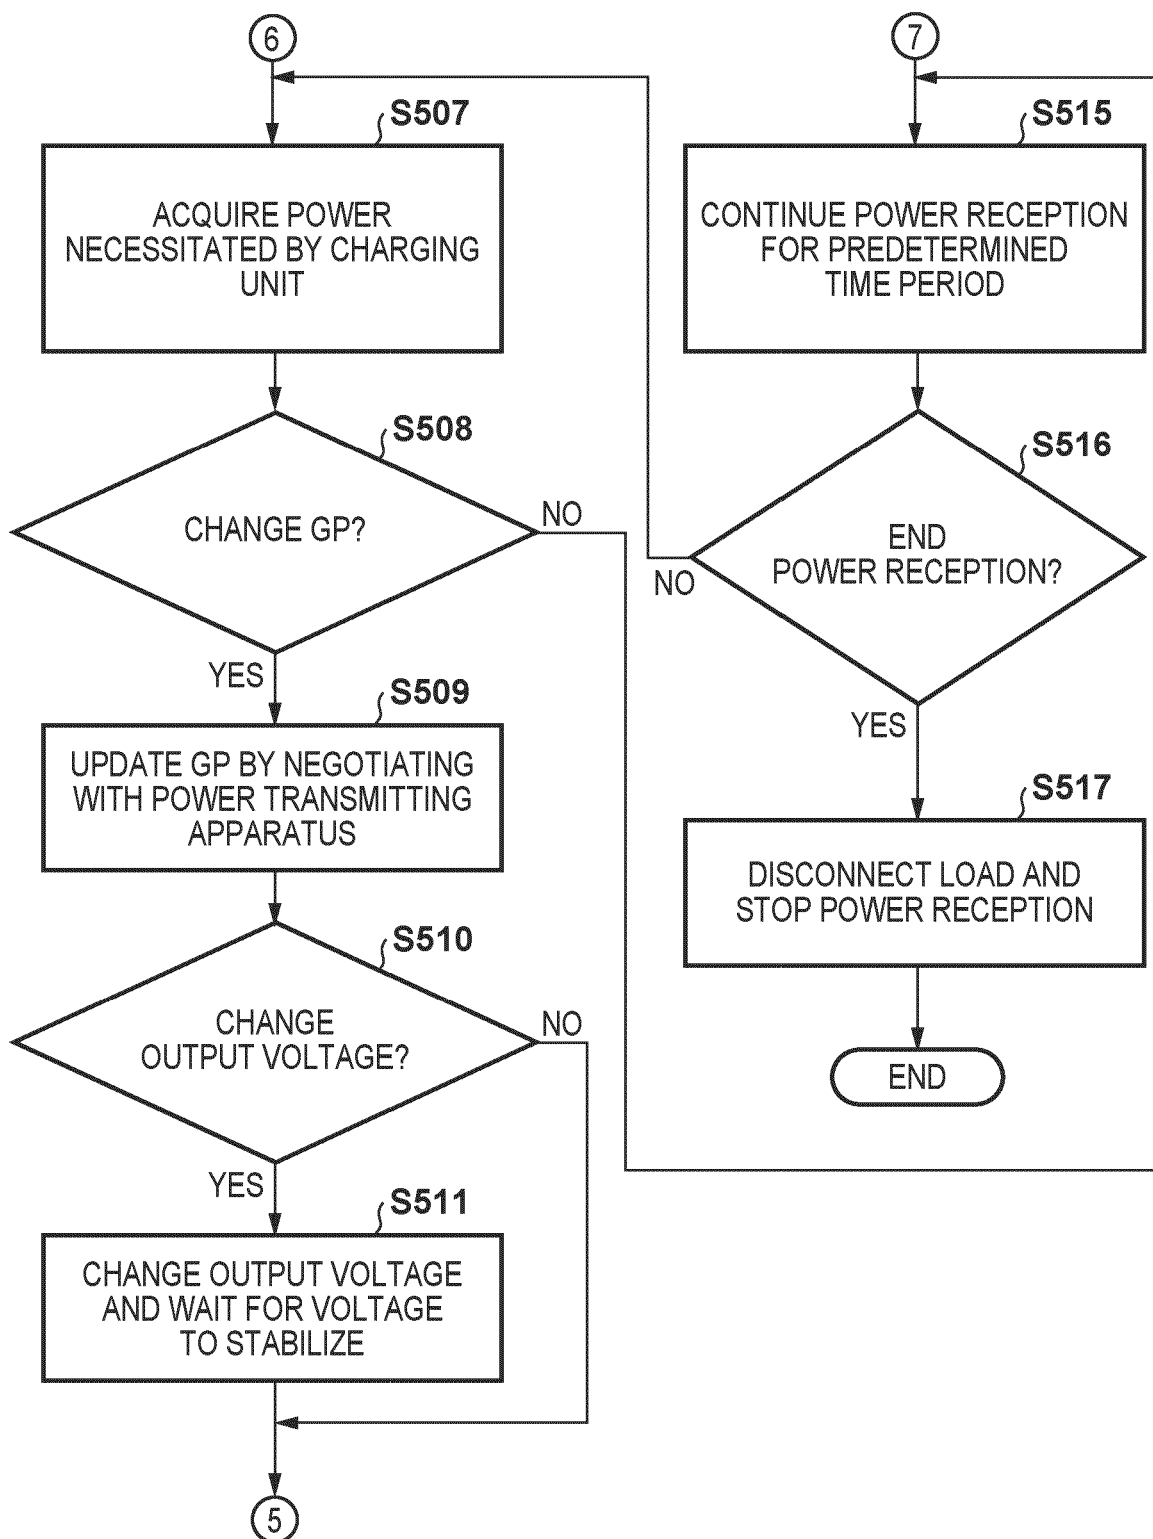 6
S507
ACQUIRE POWER
NECESSITATED BY CHARGING
UNIT
S508
CHANGE GP?
NO
YES
S509
UPDATE GP BY NEGOTIATING
WITH POWER TRANSMITTING
APPARATUS
S510
CHANGE
OUTPUT VOLTAGE?
NO
YES
S511
CHANGE OUTPUT VOLTAGE
AND WAIT FOR VOLTAGE
TO STABILIZE
5
7
S515
CONTINUE POWER RECEPTION
FOR PREDETERMINED
TIME PERIOD
S516
END
POWER RECEPTION?
NO
YES
S517
DISCONNECT LOAD AND
STOP POWER RECEPTION
END